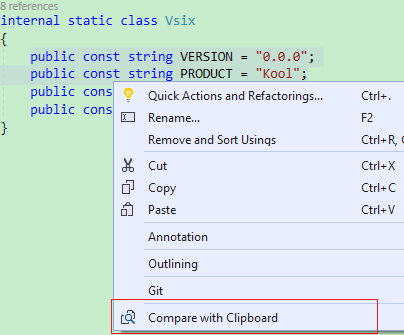 8 references
internal static class Vsix
{
public const string VERSION = "0.0.0";
public const string PRODUCT = "Kool";
public cons
public cons
}
Quick Actions and Refactorings... Ctrl+.
Rename... F2
Remove and Sort Usings Ctrl+R,
Cut Ctrl+X
Copy Ctrl+C
Paste Ctrl+V
Annotation
Outlining
Git
Compare with Clipboard